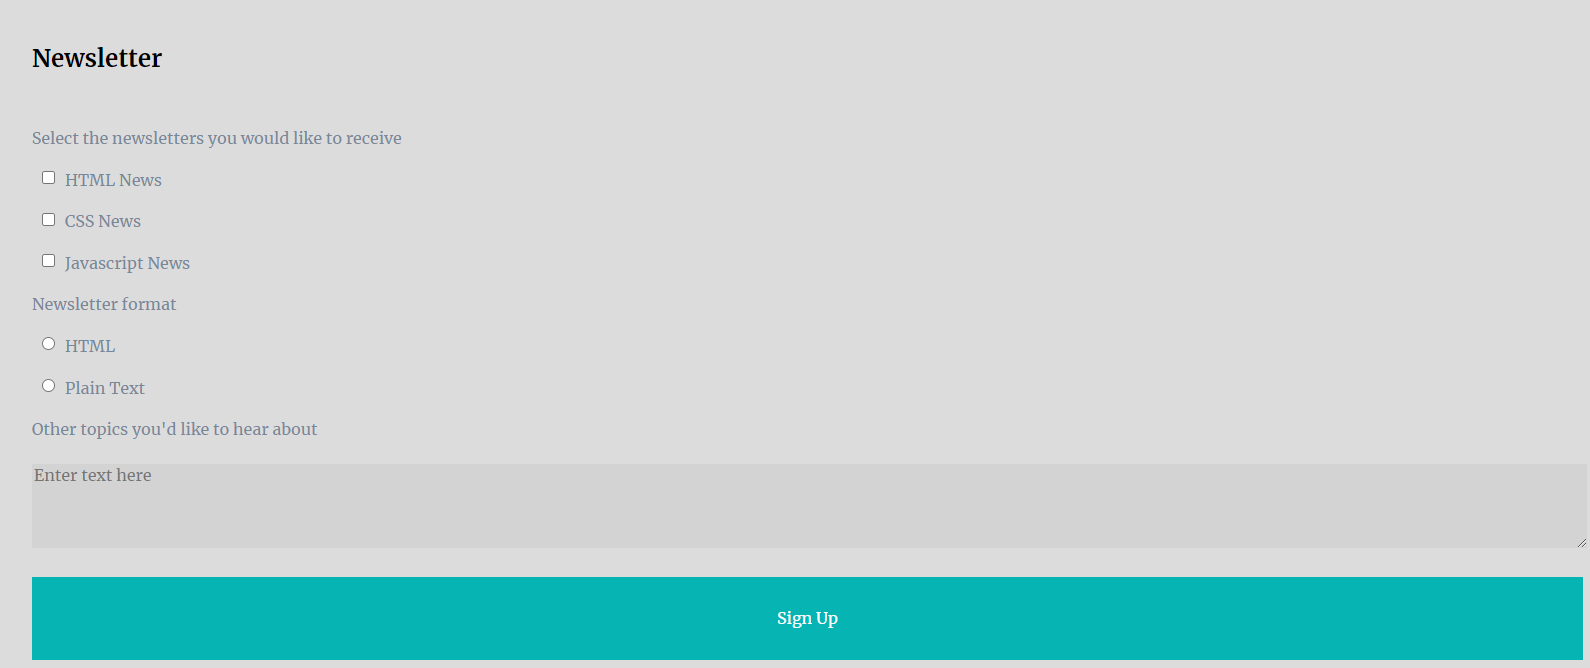 Newsletter
Select the newsletters you would like to receive
HTML News
CSS News
Javascript News
Newsletter format
HTML
Plain Text
Other topics you'd like to hear about
Enter text here
Sign Up